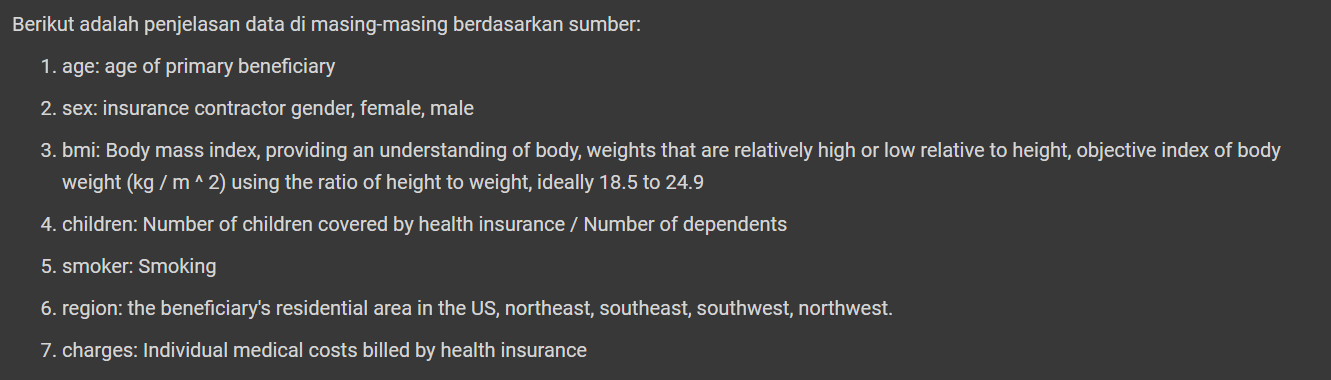 Berikut adalah penjelasan data di masing-masing berdasarkan sumber:
1. age: age of primary beneficiary
2. sex: insurance contractor gender, female, male
3. bmi: Body mass index, providing an understanding of body, weights that are relatively high or low relative to height, objective index of body
weight (kg / m ^ 2) using the ratio of height to weight, ideally 18.5 to 24.9
4. children: Number of children covered by health insurance / Number of dependents
5. smoker: Smoking
6. region: the beneficiary's residential area in the US, northeast, southeast, southwest, northwest.
7. charges: Individual medical costs billed by health insurance